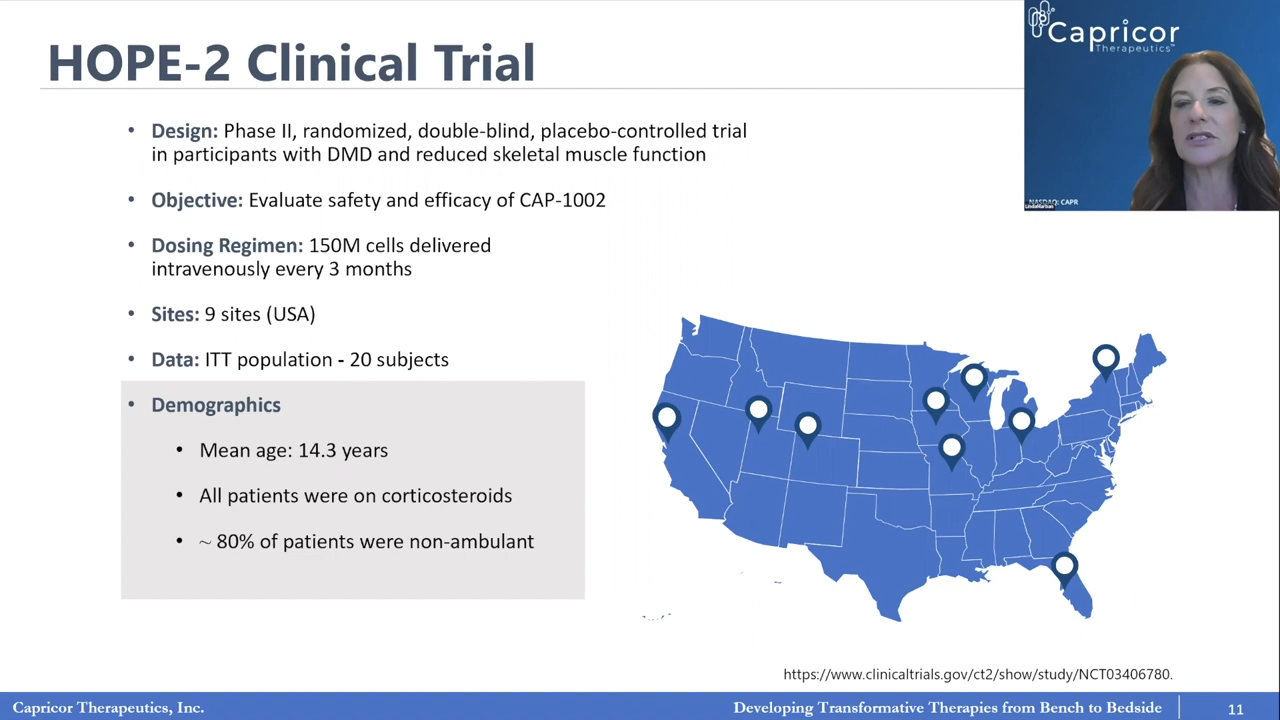 HOPE-2 Clinical Trial
Capricor
Therapeutics™
• Design: Phase II, randomized, double-blind, placebo-controlled trial
in participants with DMD and reduced skeletal muscle function
• Objective: Evaluate safety and efficacy of CAP-1002
NASDAQ: CAPR
LindaMarban
• Dosing Regimen: 150M cells delivered
intravenously every 3 months
• Sites: 9 sites (USA)
• Data: ITT population - 20 subjects
• Demographics
• Mean age: 14.3 years
• All patients were on corticosteroids
• ~ 80% of patients were non-ambulant
https://www.clinicaltrials.gov/ct2/show/study/NCT03406780.
Capricor Therapeutics, Inc.
Developing Transformative Therapies from Bench to Bedside
11